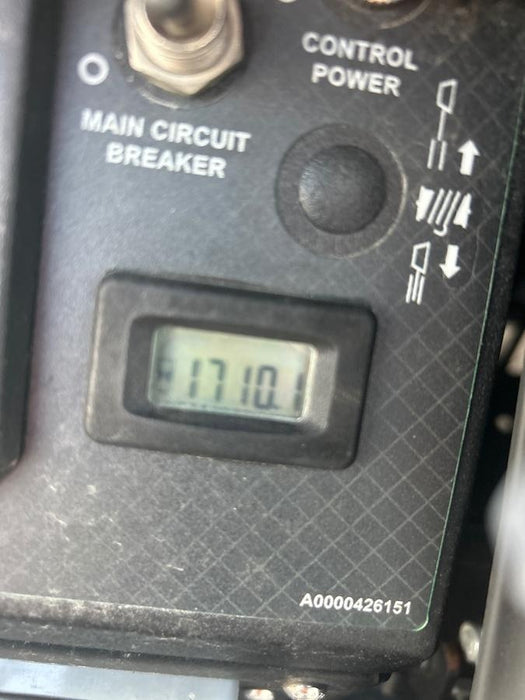 CONTROL
POWER
MAIN CIRCUIT
BREAKER
1710.1
A0000426151